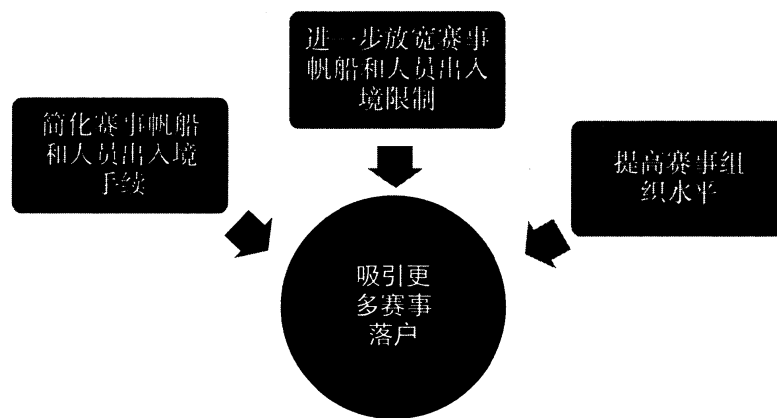 进一步放宽赛事
帆船和人员出入
境限制
简化赛事帆船
和人员出入境
手续
提高赛事组
织水平
吸引更
多赛事
落户